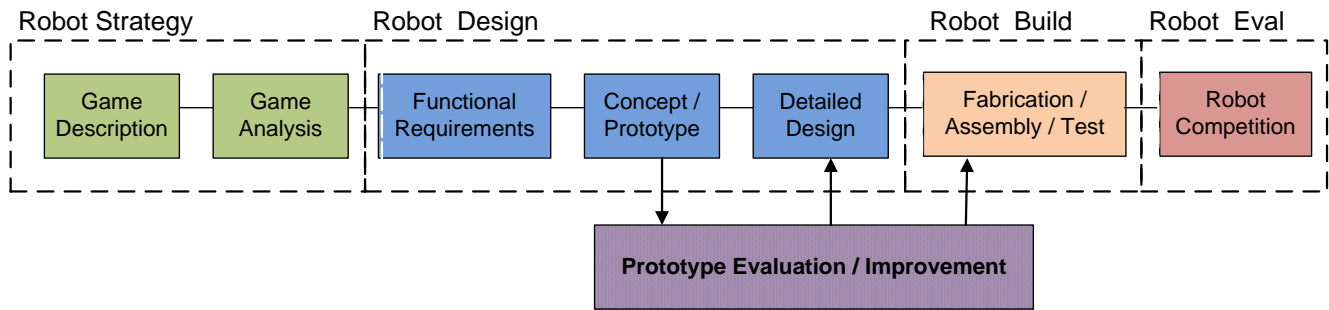 Robot Strategy
Robot Design
Robot Build
Robot Eval
Game
Description
Game
Analysis
Functional
Requirements
Concept /
Prototype
Detailed
Design
Fabrication /
Assembly / Test
Robot
Competition
Prototype Evaluation / Improvement